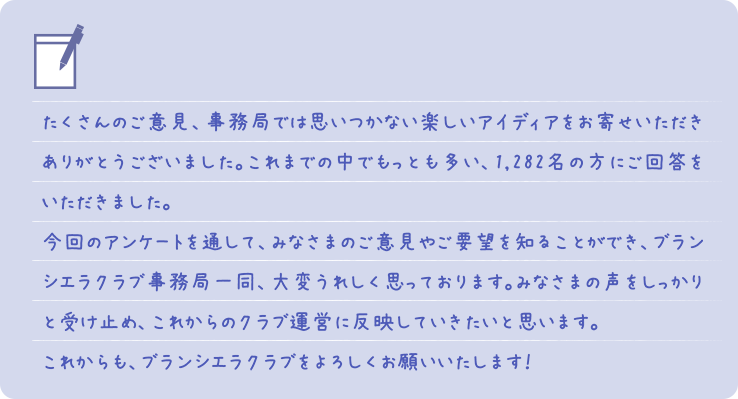 たくさんのご意見、事務局では思いつかない楽しいアイディアをお寄せいただき
ありがとうございました。これまでの中でもっとも多い、1,282名の方にご回答を
いただきました。
今回のアンケートを通して、みなさまのご意見やご要望を知ることができ、ブラン
シエラクラブ事務局一同、大変うれしく思っております。みなさまの声をしっかり
と受け止め、これからのクラブ運営に反映していきたいと思います。
これからも、ブランシエラクラブをよろしくお願いいたします!